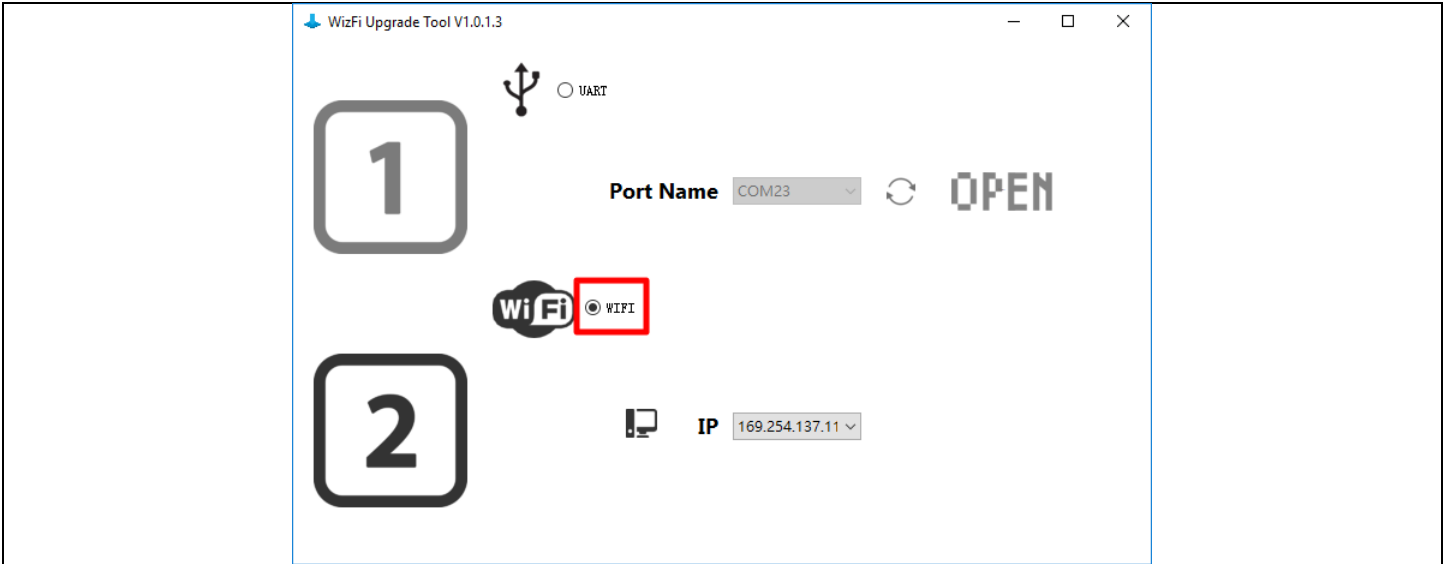 WizFi Upgrade Tool V1.0.1.3
UART
1
Port Name COM23 OPEN
WiFi WIFI
2
IP 169.254.137.11